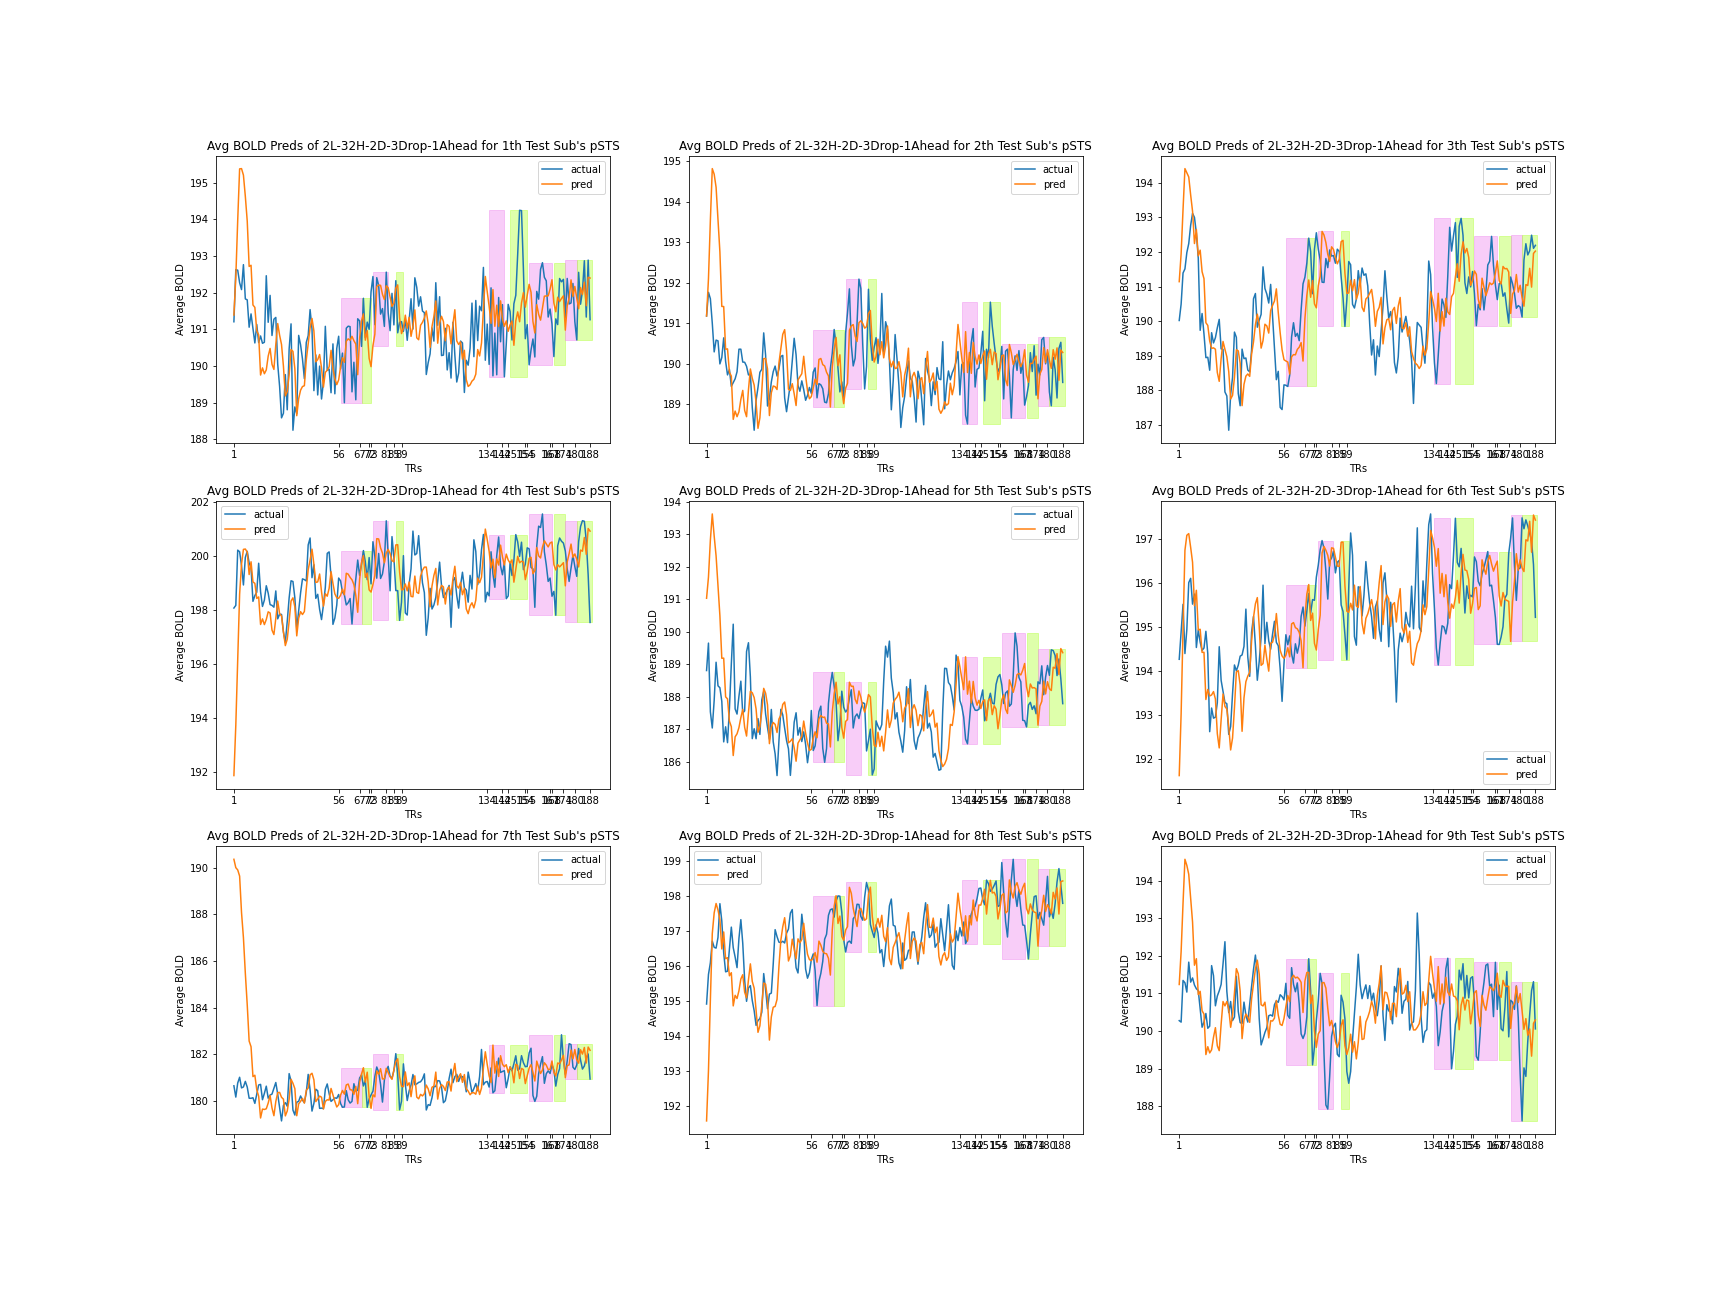 Avg BOLD Preds of 2L-32H-2D-3Drop-1Ahead for 1th Test Sub's pSTS
Average BOLD
195
194
193
192
191
190
189
188
actual
pred
1
56
134
188
TRs
Avg BOLD Preds of 2L-32H-2D-3Drop-1Ahead for 2th Test Sub's pSTS
Average BOLD
195
194
193
192
191
190
189
actual
pred
1
56
134
188
TRs
Avg BOLD Preds of 2L-32H-2D-3Drop-1Ahead for 3th Test Sub's pSTS
Average BOLD
194
193
192
191
190
189
188
187
actual
pred
1
56
134
188
TRs
Avg BOLD Preds of 2L-32H-2D-3Drop-1Ahead for 4th Test Sub's pSTS
Average BOLD
202
200
198
196
194
192
actual
pred
1
56
134
188
TRs
Avg BOLD Preds of 2L-32H-2D-3Drop-1Ahead for 5th Test Sub's pSTS
Average BOLD
194
193
192
191
190
189
188
187
186
actual
pred
1
56
134
188
TRs
Avg BOLD Preds of 2L-32H-2D-3Drop-1Ahead for 6th Test Sub's pSTS
Average BOLD
197
196
195
194
193
192
actual
pred
1
56
134
188
TRs
Avg BOLD Preds of 2L-32H-2D-3Drop-1Ahead for 7th Test Sub's pSTS
Average BOLD
190
188
186
184
182
180
actual
pred
1
56
134
188
TRs
Avg BOLD Preds of 2L-32H-2D-3Drop-1Ahead for 8th Test Sub's pSTS
Average BOLD
199
198
197
196
195
194
193
192
actual
pred
1
56
134
188
TRs
Avg BOLD Preds of 2L-32H-2D-3Drop-1Ahead for 9th Test Sub's pSTS
Average BOLD
194
193
192
191
190
189
188
actual
pred
1
56
134
188
TRs